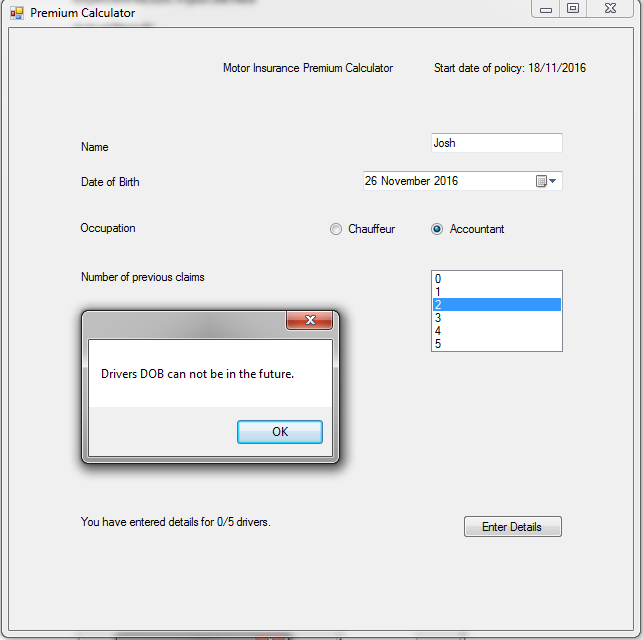 Premium Calculator
Motor Insurance Premium Calculator Start date of policy: 18/11/2016
Name Josh
Date of Birth 26 November 2016
Occupation Chauffeur Accountant
Number of previous claims
0
1
2
3
4
5
Drivers DOB can not be in the future.
OK
You have entered details for 0/5 drivers. Enter Details